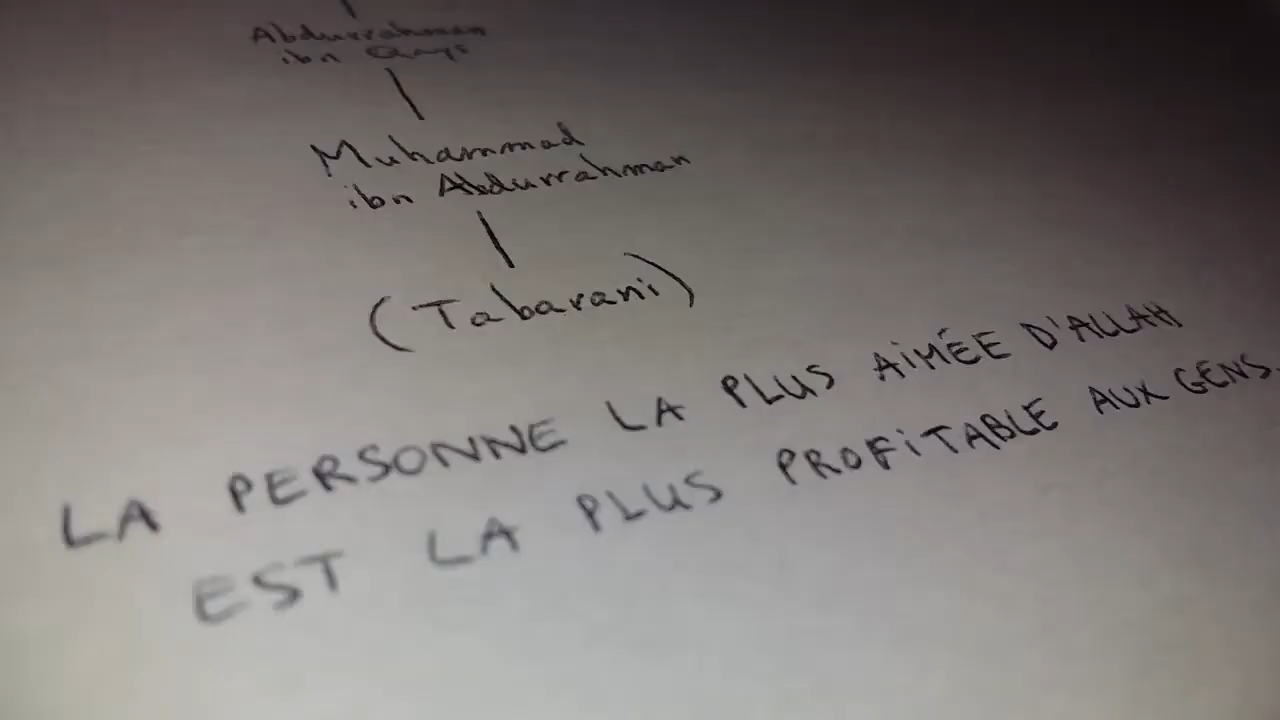 Abdurrahman
ibn Qays
Muhammad
ibn Abdurrahman
(Tabarani)
LA PERSONNE LA PLUS AIMÉE D'ALLAH
EST LA PLUS PROFITABLE AUX GENS.